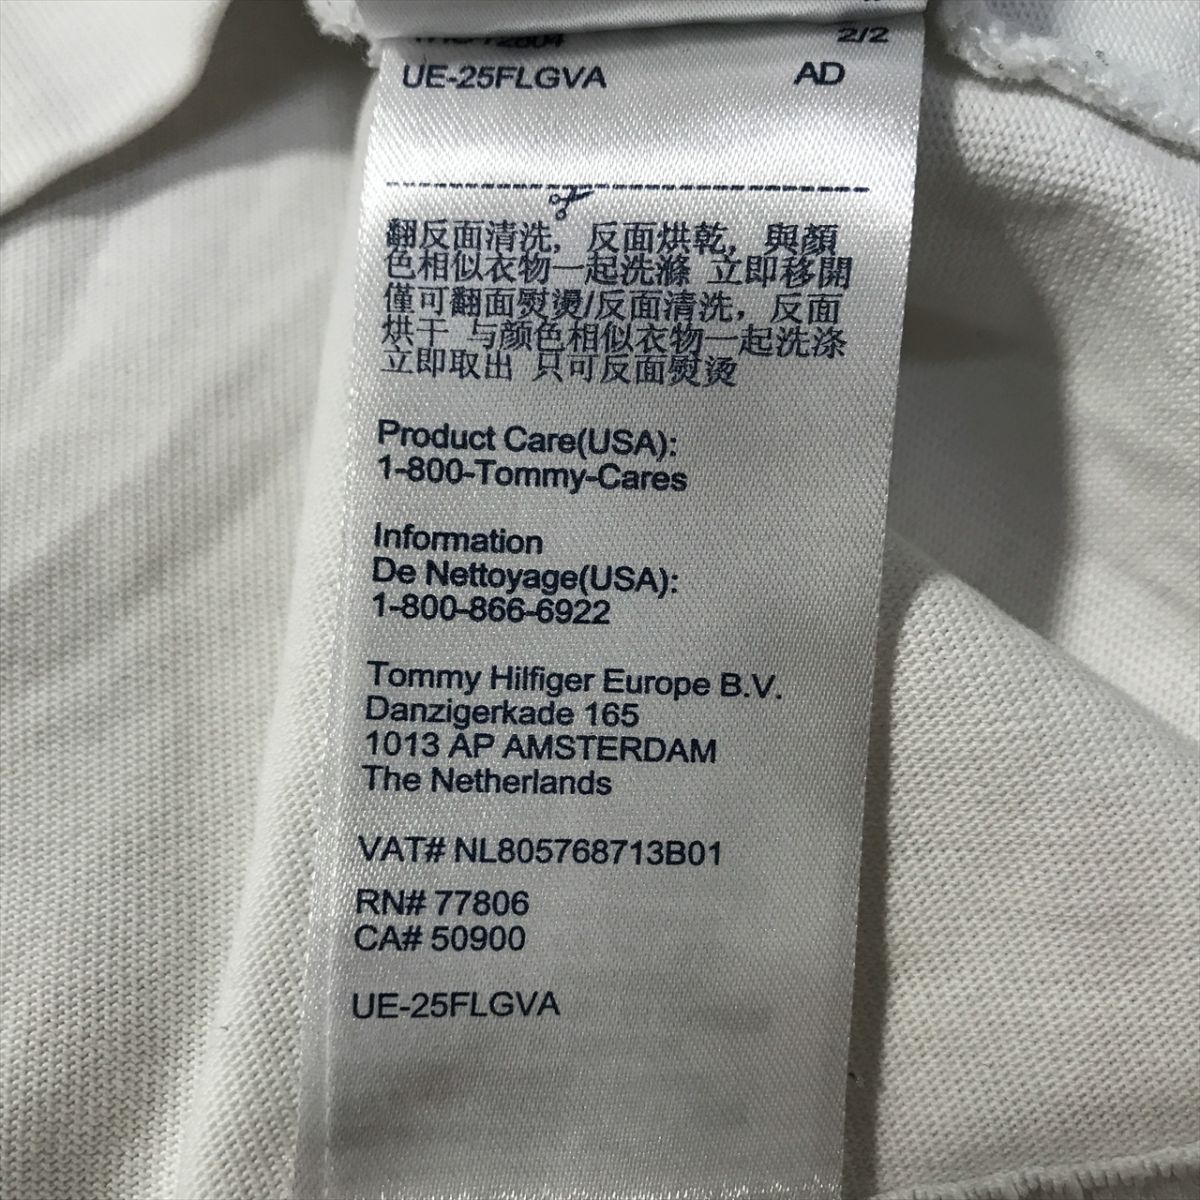 2/2
UE-25FLGVA AD
翻反面清洗，反面烘乾，與顏
色相似衣物一起洗滌 立即移開
僅可翻面熨燙/反面清洗，反面
烘干 与颜色相似衣物一起洗涤
立即取出 只可反面熨烫
Product Care(USA):
1-800-Tommy-Cares
Information
De Nettoyage(USA):
1-800-866-6922
Tommy Hilfiger Europe B.V.
Danzigerkade 165
1013 AP AMSTERDAM
The Netherlands
VAT# NL805768713B01
RN# 77806
CA# 50900
UE-25FLGVA